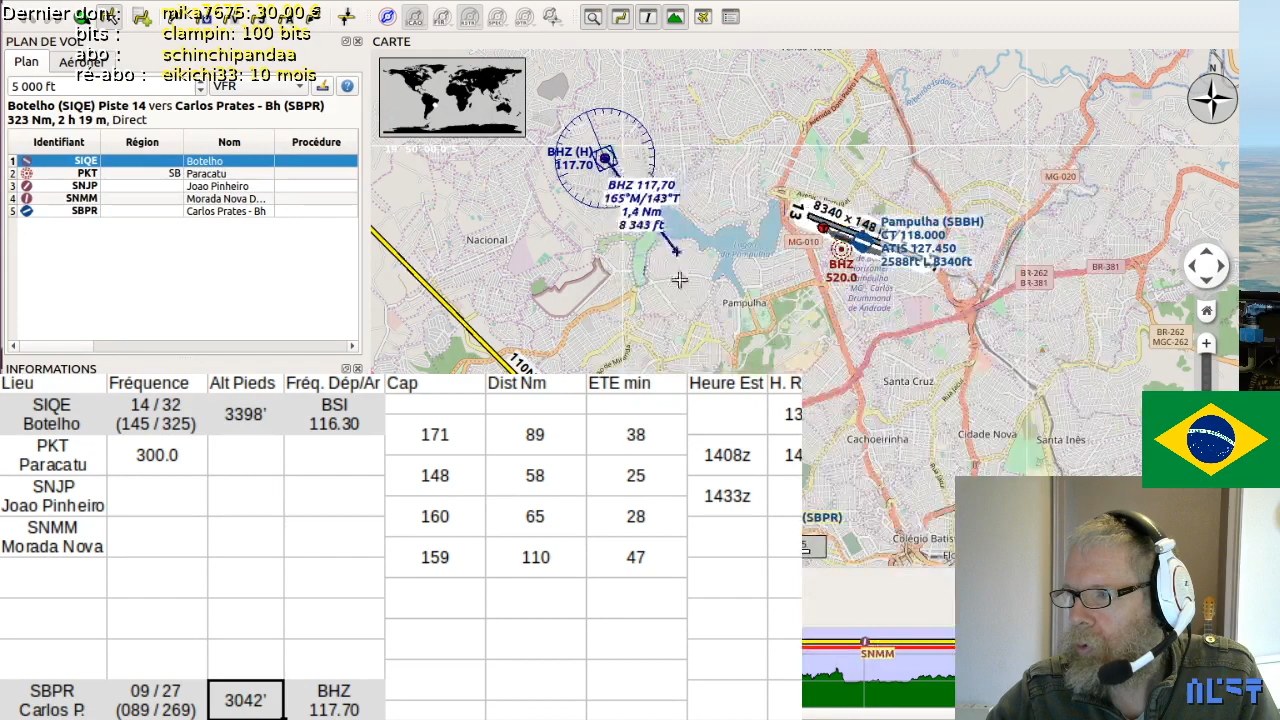 Dernier don: mika7675: 30,00 €
bits : clampin: 100 bits
abo : schinchipandaa
ré-abo : eikichi33: 10 mois
PLAN DE VOL
CARTE
Plan
5 000 ft VFR
Botelho (SIQE) Piste 14 vers Carlos Prates - Bh (SBPR)
323 Nm, 2 h 19 m, Direct
Identifiant Région Nom Procédure
1 SIQE Botelho
2 PKT SB Paracatu
3 SNJP Joao Pinheiro
4 SNMM Morada Nova D...
5 SBPR Carlos Prates - Bh
INFORMATIONS
Lieu Fréquence Alt Pieds Fréq. Dép/Ar Cap Dist Nm ETE min Heure Est H. R
SIQE
Botelho
14 / 32
(145 / 325)
3398'
BSI
116.30
13
171 89 38
PKT
Paracatu
300.0
1408z 14
148 58 25
SNJP
Joao Pinheiro
1433z
160 65 28
SNMM
Morada Nova
159 110 47
SBPR
Carlos P.
09 / 27
(089 / 269)
3042'
BHZ
117.70
BHZ (H)
117.70
BHZ 117,70
165°M/143°T
1,4 Nm
8 343 ft
Nacional
Pampulha
13
8340 x 148
Pampulha (SBBH)
CT 118.000
ATIS 127.450
2588ft L 8340ft
BHZ
520.0
MG-010
MG-020
BR-262
BR-381
BR-381
BR-262
MGC-262
Santa Cruz
Cachoeirinha
Cidade Nova
Santa Inês
Colégio Batis
(SBPR)
110N
N
SNMM
NLST